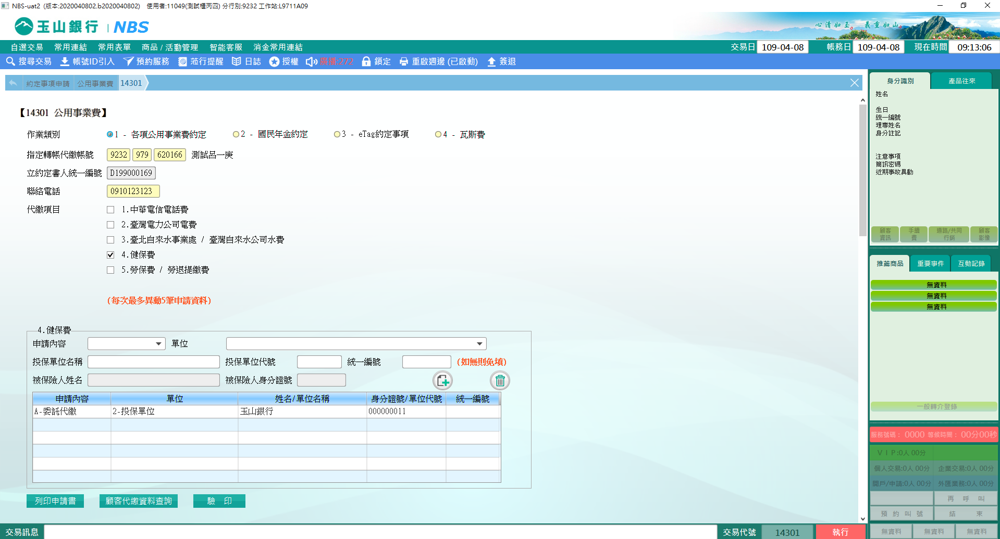 NBS-uat2 (版本:2020040802.b2020040802) 使用者:11049(測試櫃丙四) 分行別:9232 工作站:L9711A09
玉山銀行 | NBS
心清如玉。義重如山。
自選交易 常用連結 常用表單 商品 / 活動管理 智能客服 消金常用連結 交易日 109-04-08 帳務日 109-04-08 現在時間 09:13:06
搜尋交易 帳號ID引入 預約服務 蒞行提醒 日誌 授權 廣播:272 鎖定 重啟週邊 (已啟動) 簽退
約定事項申請 公用事業費 14301
【14301 公用事業費】
作業類別 1 - 各項公用事業費約定 2 - 國民年金約定 3 - eTag約定事項 4 - 瓦斯費
指定轉帳代繳帳號 9232 979 620166 測試呂一庚
立約定書人統一編號 D199000169
聯絡電話 0910123123
代繳項目 1.中華電信電話費
2.臺灣電力公司電費
3.臺北自來水事業處 / 臺灣自來水公司水費
4.健保費
5.勞保費 / 勞退提繳費
(每次最多異動5筆申請資料)
4.健保費
申請內容 單位
投保單位名稱 投保單位代號 統一編號 (如無則免填)
被保險人姓名 被保險人身分證號
申請內容 單位 姓名/單位名稱 身分證號/單位代號 統一編號
A-委託代繳 2-投保單位 玉山銀行 000000011
列印申請書 顧客代繳資料查詢 驗 印
交易訊息 交易代號 14301 執行
身分識別 產品往來
姓名
生日
統一編號
理專姓名
身分註記
注意事項
簡訊密碼
近期事故異動
顧客資訊 手續費 通路/共同行銷 顧客影像
推薦商品 重要事件 互動記錄
無資料
無資料
無資料
一般轉介登錄
服務號碼: 0000 等候時間: 00分00秒
VIP:0人 00分
個人交易:0人 00分 企業交易:0人 00分
開戶/申請:0人 00分 外匯業務:0人 00分
再 呼 叫
預 約 叫 號 結 束
無資料 無資料 無資料